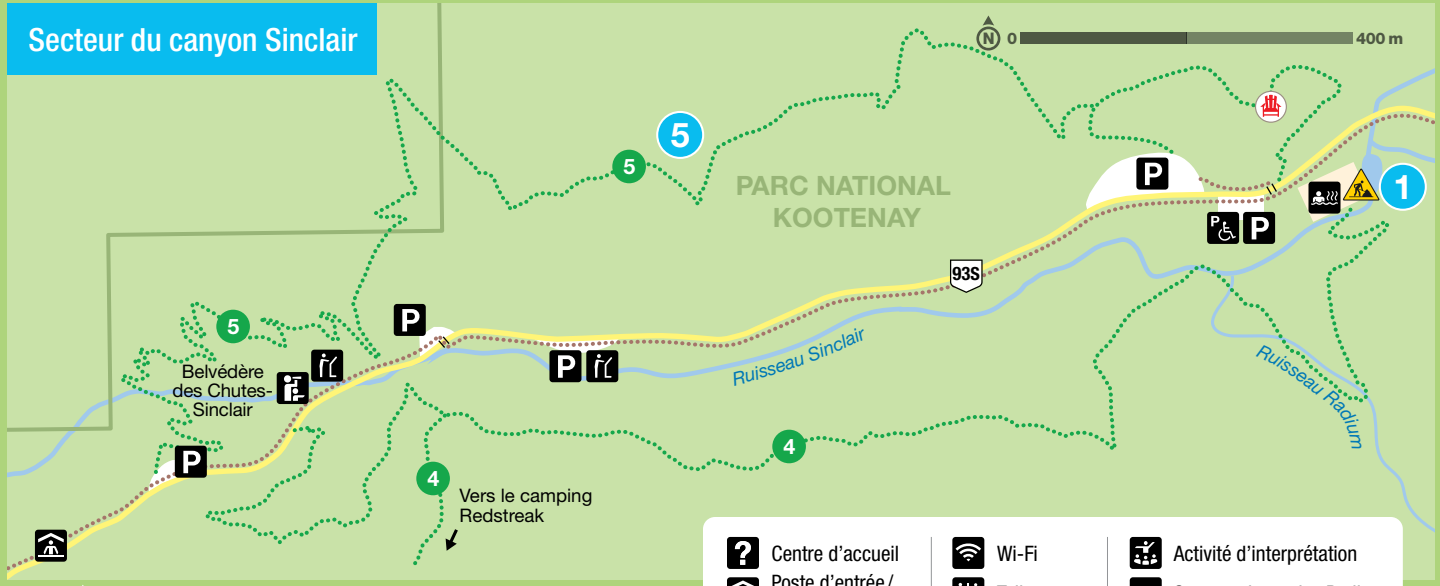 Secteur du canyon Sinclair
N 0 400 m
5
5
PARC NATIONAL
KOOTENAY
P
1
P P
93S
5
P
Belvédère
des Chutes-
Sinclair
P
Ruisseau Sinclair
Ruisseau Radium
P
4
4
Vers le camping
Redstreak
? Centre d'accueil
Poste d'entrée/
Wi-Fi
Activité d'interprétation